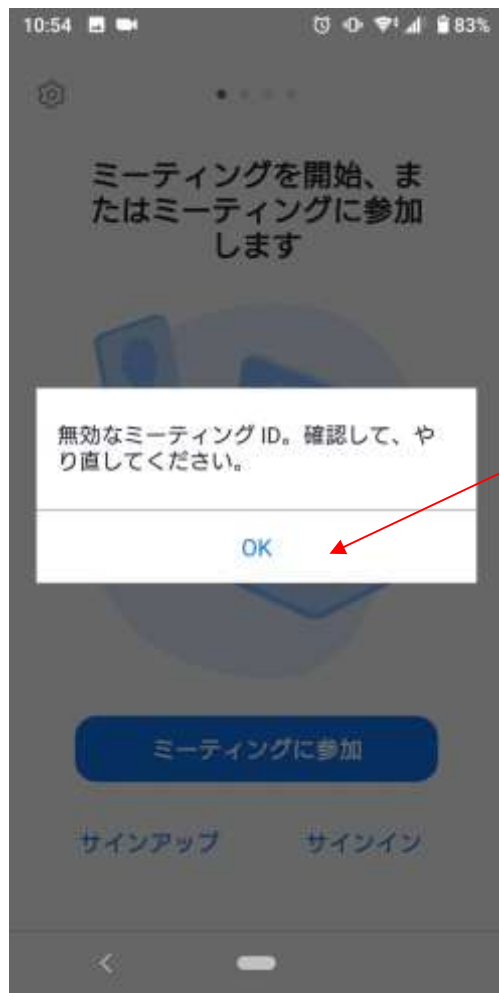 10:54 83%
ミーティングを開始、ま
たはミーティングに参加
します
無効なミーティング ID。確認して、や
り直してください。
OK
ミーティングに参加
サインアップ サインイン